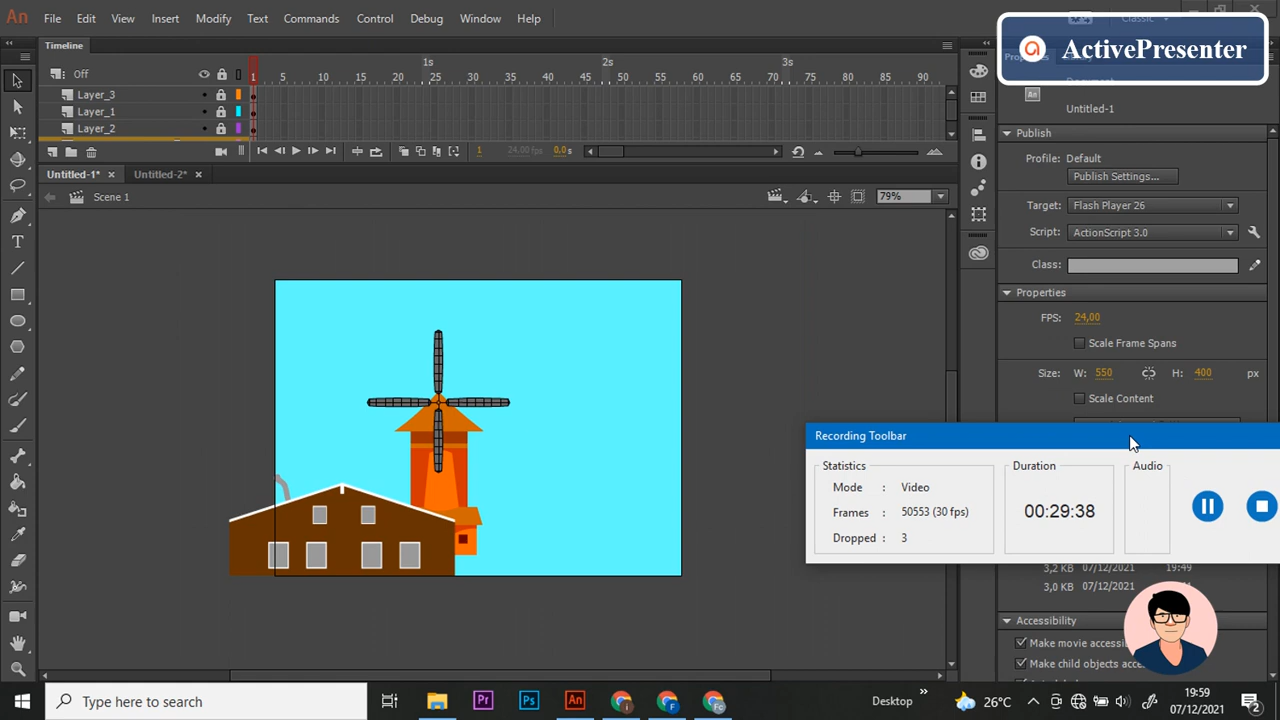 An File Edit View Insert Modify Text Commands Control Debug Window Help
Classic
ActivePresenter
Timeline
1s 2s 3s
Off 1 5 10 15 20 25 30 35 40 45 50 55 60 65 70 75 80 85 90
Layer_3
Layer_1
Layer_2
1 24,00 fps 0,0 s
Untitled-1* × Untitled-2* ×
Scene 1 79%
An
Untitled-1
Publish
Profile: Default
Publish Settings...
Target: Flash Player 26
Script: ActionScript 3.0
Class:
Properties
FPS: 24,00
Scale Frame Spans
Size: W: 550 H: 400 px
Scale Content
Recording Toolbar
Statistics Duration Audio
Mode : Video
Frames : 50553 (30 fps)
00:29:38
Dropped : 3
3,2 KB 07/12/2021 19:49
3,0 KB 07/12/2021
Accessibility
Make movie accessi
Make child objects acce
Type here to search
Pr Ps An Desktop » 26°C 19:59
07/12/2021 2